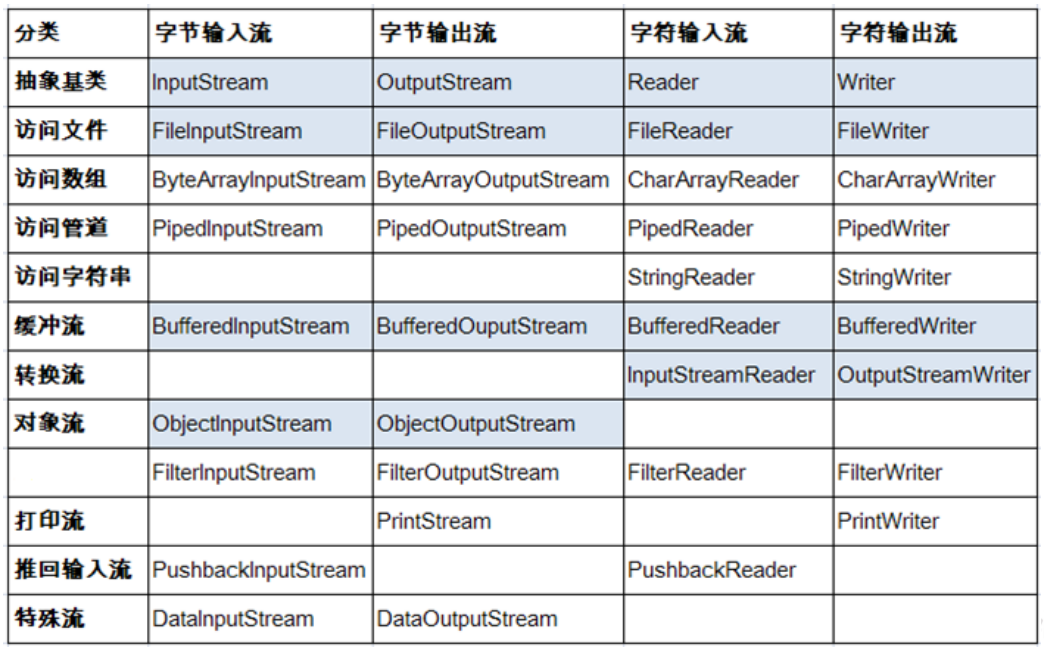 分类 字节输入流 字节输出流 字符输入流 字符输出流
抽象基类 InputStream OutputStream Reader Writer
访问文件 FileInputStream FileOutputStream FileReader FileWriter
访问数组 ByteArrayInputStream ByteArrayOutputStream CharArrayReader CharArrayWriter
访问管道 PipedInputStream PipedOutputStream PipedReader PipedWriter
访问字符串 StringReader StringWriter
缓冲流 BufferedInputStream BufferedOuputStream BufferedReader BufferedWriter
转换流 InputStreamReader OutputStreamWriter
对象流 ObjectInputStream ObjectOutputStream
FilterInputStream FilterOutputStream FilterReader FilterWriter
打印流 PrintStream PrintWriter
推回输入流 PushbackInputStream PushbackReader
特殊流 DataInputStream DataOutputStream